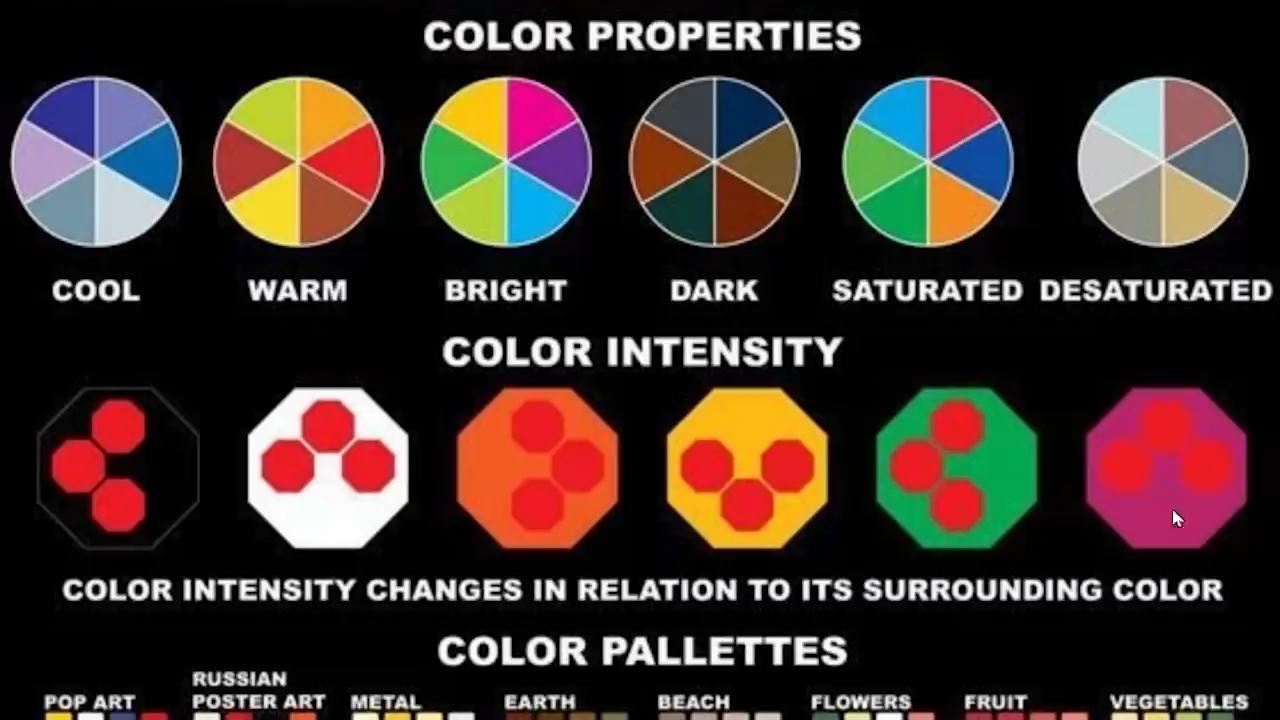 COLOR PROPERTIES
COOL WARM BRIGHT DARK SATURATED DESATURATED
COLOR INTENSITY
COLOR INTENSITY CHANGES IN RELATION TO ITS SURROUNDING COLOR
COLOR PALLETTES
POP ART RUSSIAN POSTER ART METAL EARTH BEACH FLOWERS FRUIT VEGETABLES